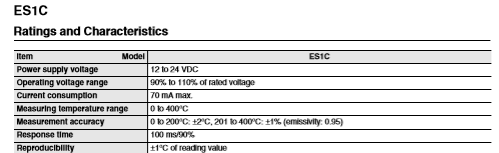 ES1C
Ratings and Characteristics
Item Model ES1C
Power supply voltage 12 to 24 VDC
Operating voltage range 90% to 110% of rated voltage
Current consumption 70 mA max.
Measuring temperature range 0 to 400°C
Measurement accuracy 0 to 200°C: ±2°C, 201 to 400°C: ±1% (emissivity: 0.95)
Response time 100 ms/90%
Reproducibility ±1°C of reading value